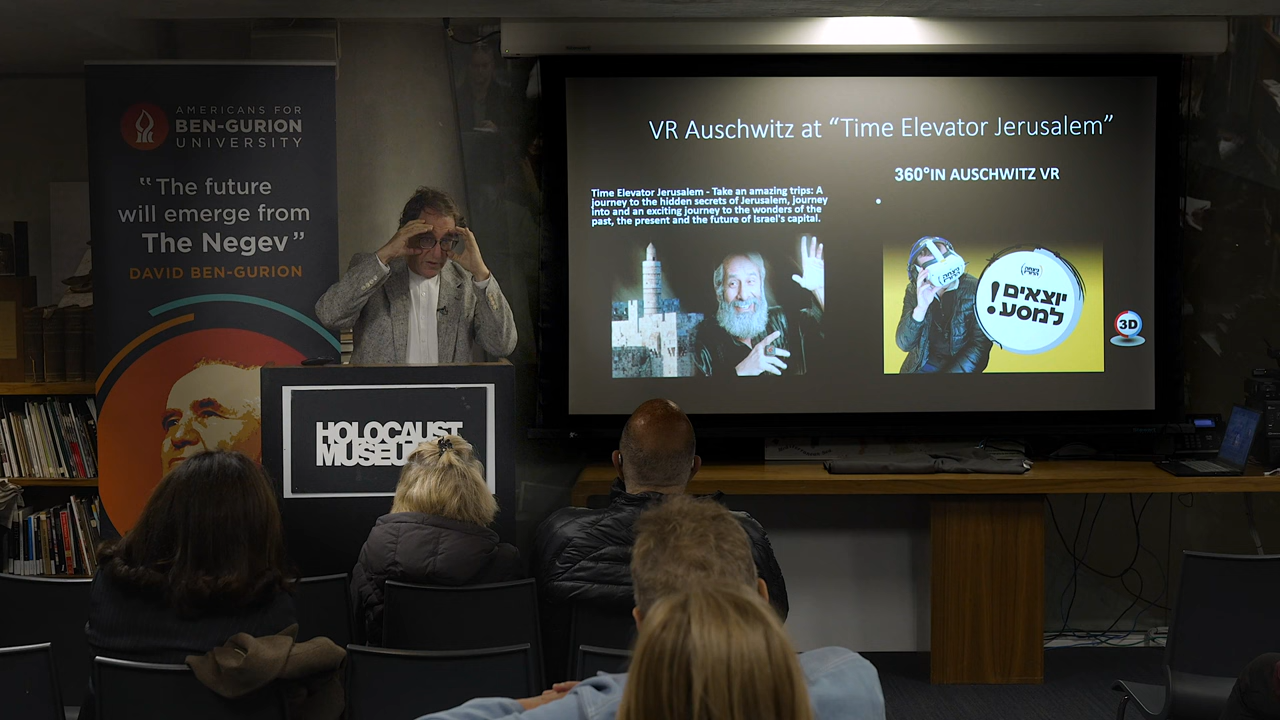 AMERICANS FOR
BEN-GURION
UNIVERSITY
“The future
will emerge from
The Negev”
DAVID BEN-GURION
HOLOCAUST
VR Auschwitz at “Time Elevator Jerusalem”
Time Elevator Jerusalem - Take an amazing trips: A
journey to the hidden secrets of Jerusalem, journey
into and an exciting journey to the wonders of the
past, the present and the future of Israel's capital.
360°IN AUSCHWITZ VR
יוצאים
למסע!
3D